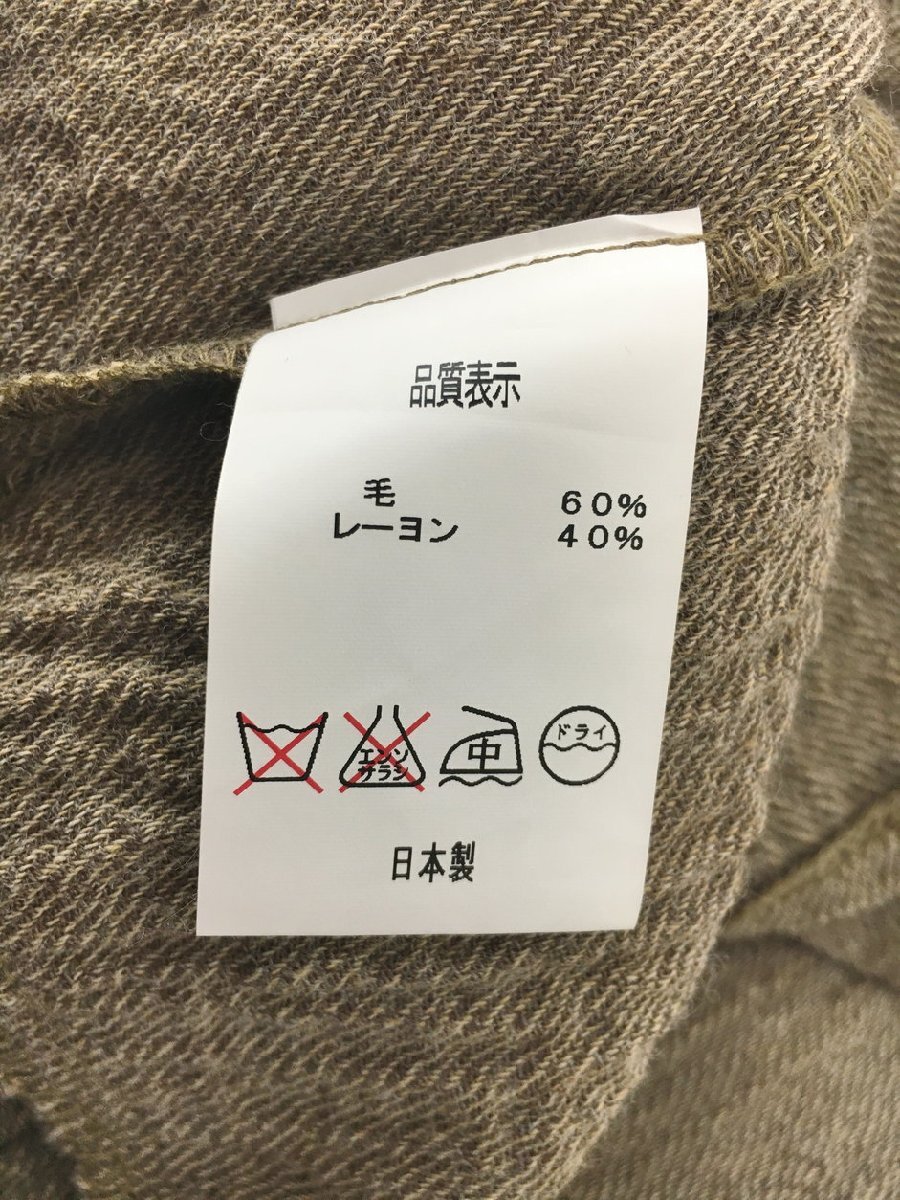 品質表示
毛 60%
レーヨン 40%
エンソ
サラシ
中
ドライ
日本製